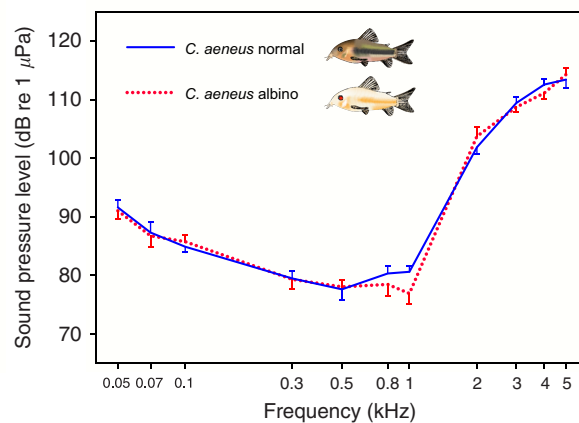 Sound pressure level (dB re 1 μPa)
120
110
100
90
80
70
C. aeneus normal
C. aeneus albino
0.05 0.07 0.1 0.3 0.5 0.8 1 2 3 4 5
Frequency (kHz)